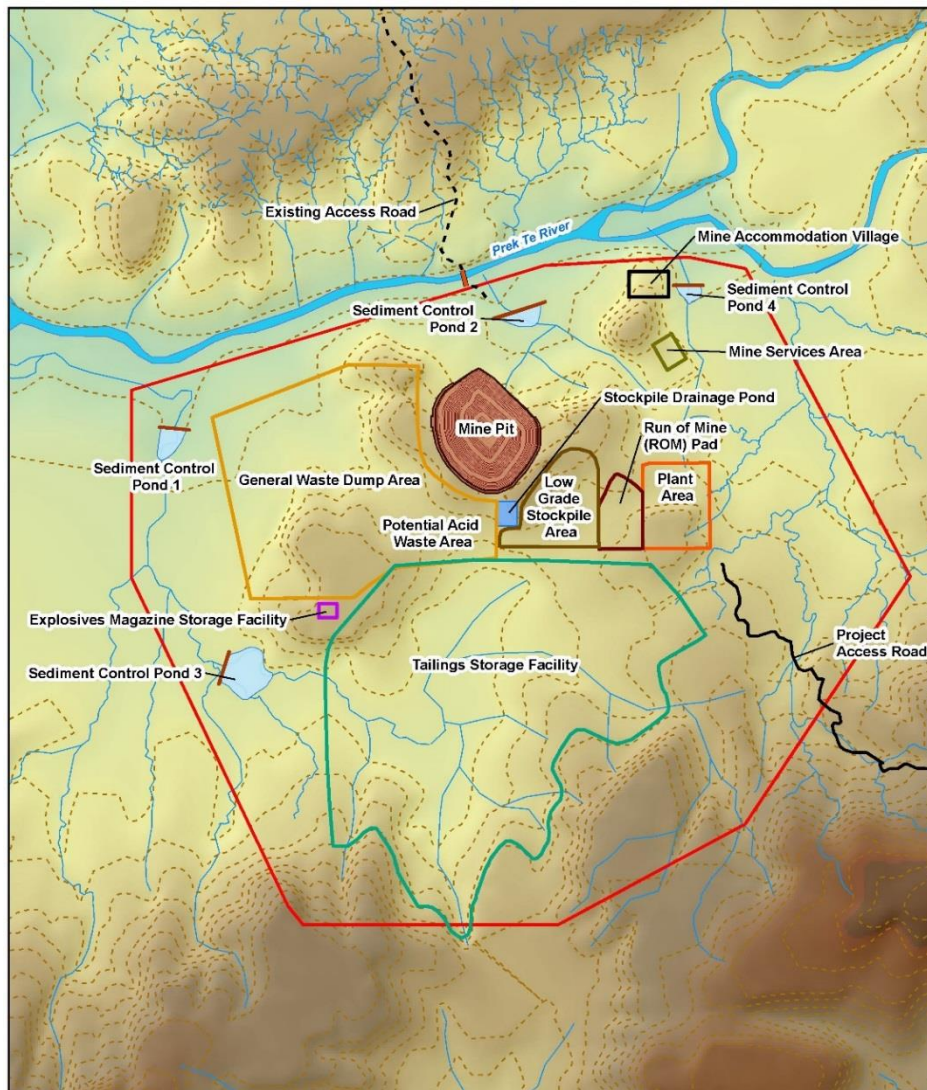 Existing Access Road
Prek Te River
Mine Accommodation Village
Sediment Control
Pond 4
Sediment Control
Pond 2
Mine Services Area
Stockpile Drainage Pond
Mine Pit
Run of Mine
(ROM) Pad
Sediment Control
Pond 1
General Waste Dump Area
Low
Grade
Stockpile
Area
Plant
Area
Potential Acid
Waste Area
Explosives Magazine Storage Facility
Project
Access Road
Sediment Control Pond 3
Tailings Storage Facility